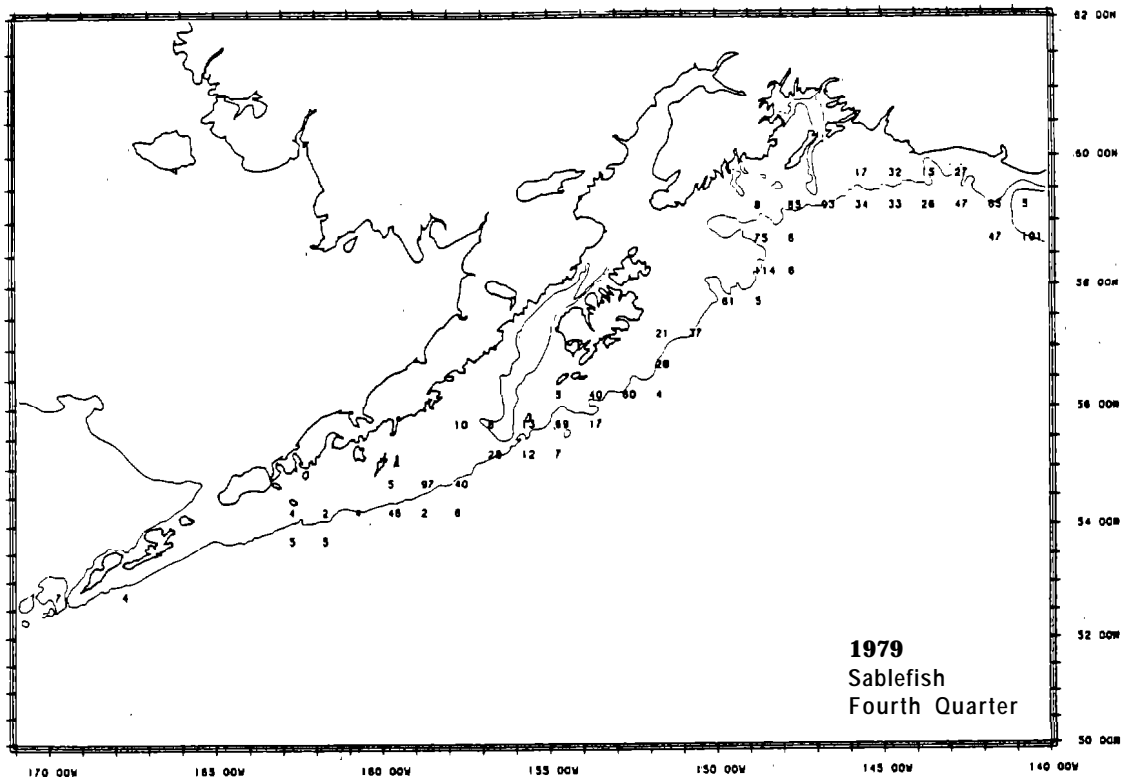 62 00N
60 00N
17 32 15 27
8 85 93 34 33 26 47 65 5
75 6 47 101
114 6
58 00N
61 5
21 37
28
5 40 60 4
56 00N
10 6 13 69 17
28 12 7
5 97 40
4 2 48 2 6
54 00N
5 5
4
52 00N
1979
Sablefish
Fourth Quarter
50 00N
170 00W 165 00W 160 00W 155 00W 150 00W 145 00W 140 00W